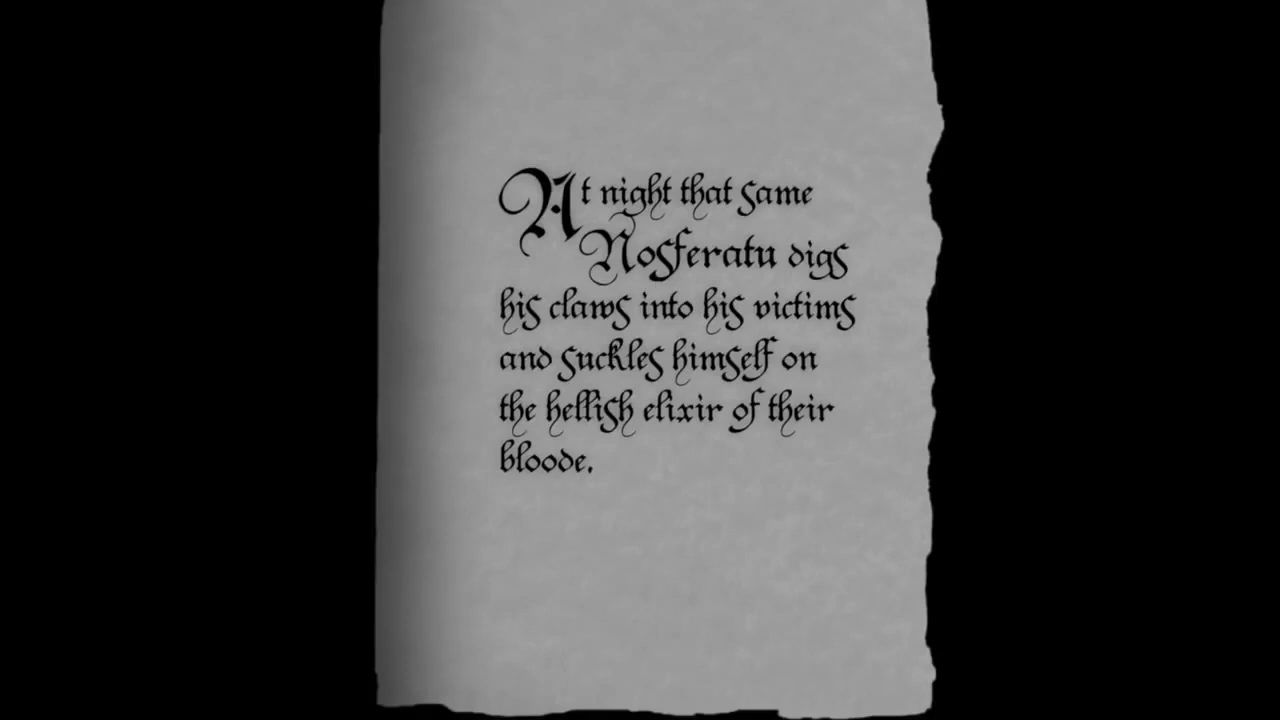 At night that same
Nosferatu digs
his claws into his victims
and suckles himself on
the hellish elixir of their
bloode.